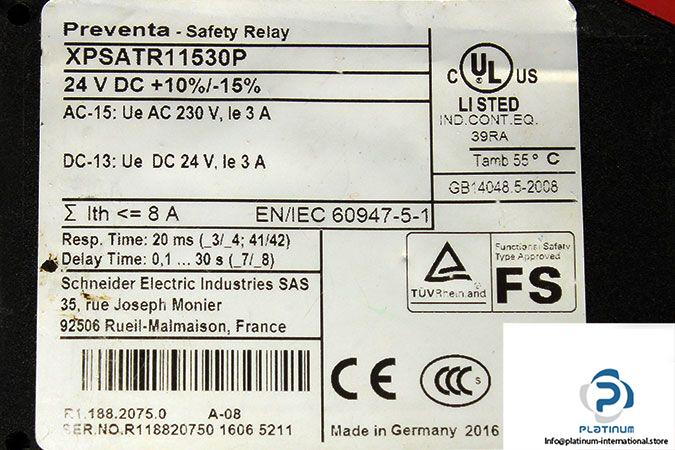 Preventa - Safety Relay
XPSATR11530P
24 V DC +10%/-15%
AC-15: Ue AC 230 V, Ie 3 A
DC-13: Ue DC 24 V, Ie 3 A
Σ Ith <= 8 A
EN/IEC 60947-5-1
C UL US
LISTED
IND.CONT.EQ.
39RA
Tamb 55° C
GB14048.5-2008
Resp. Time: 20 ms (_3/_4; 41/42)
Delay Time: 0,1 ... 30 s (_7/_8)
Schneider Electric Industries SAS
35, rue Joseph Monier
92506 Rueil-Malmaison, France
TÜVRheinland
Functional Safety
Type Approved
FS
R1.188.2075.0 A-08
SER.NO.R118820750 1606 5211
CE
CCC S
Made in Germany 2016
P
PLATINUM
info@platinum-international.store